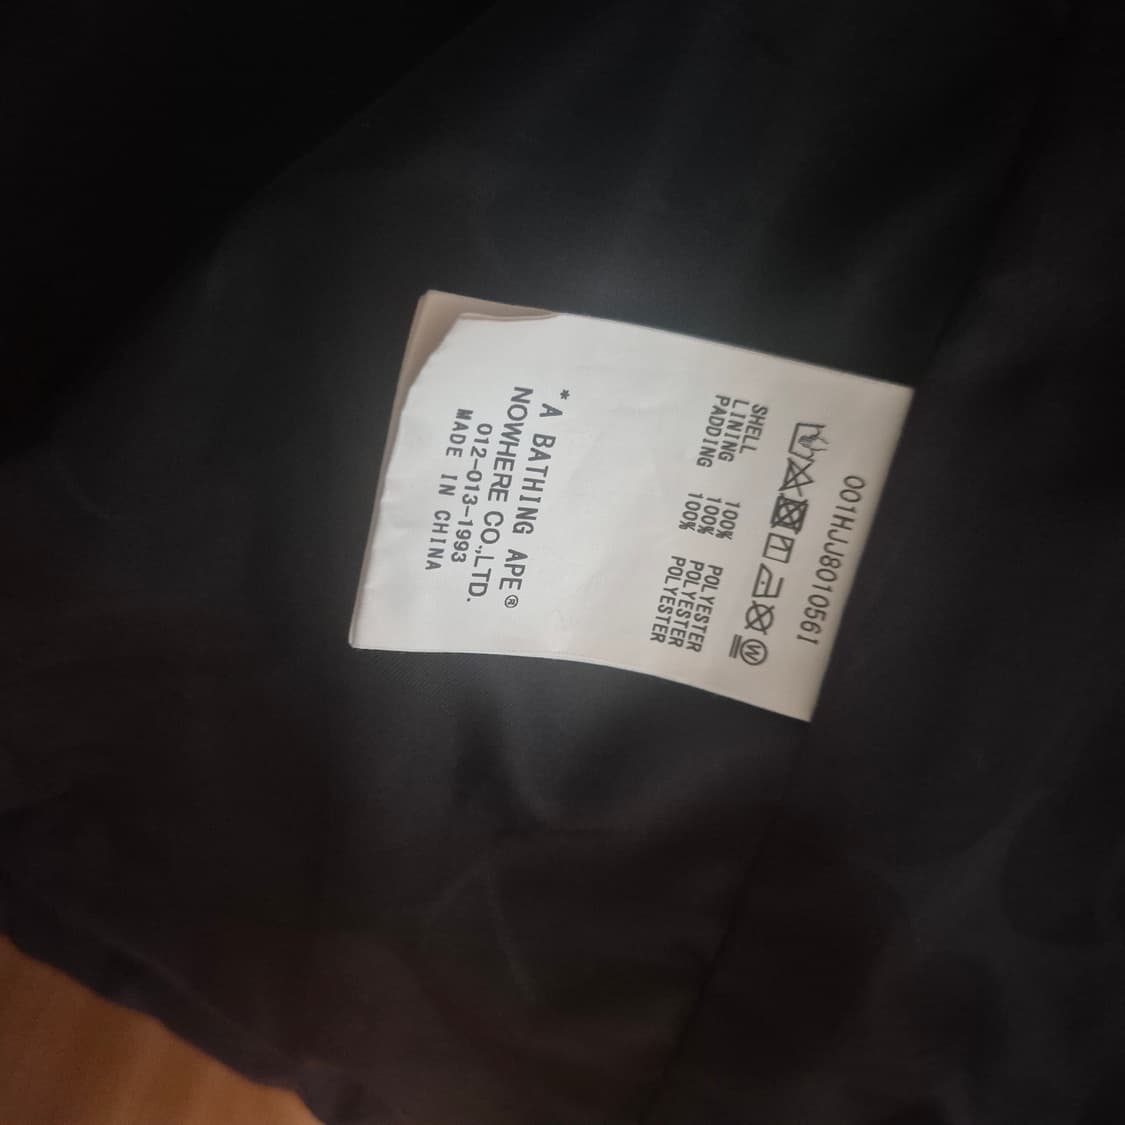 001HJJ801056I
SHELL 100% POLYESTER
LINING 100% POLYESTER
PADDING 100% POLYESTER
* A BATHING APE®
NOWHERE CO.,LTD.
012-013-1993
MADE IN CHINA